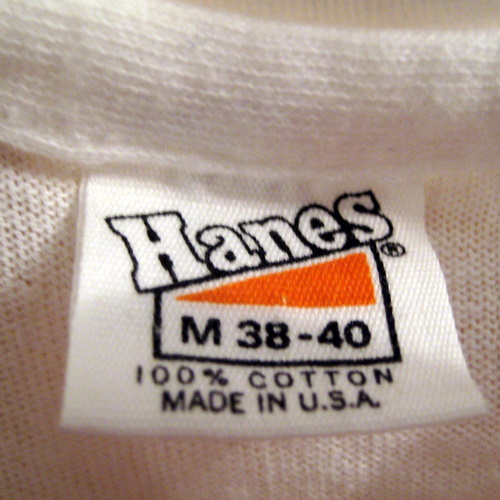 Hanes®
M 38-40
100% COTTON
MADE IN U.S.A.